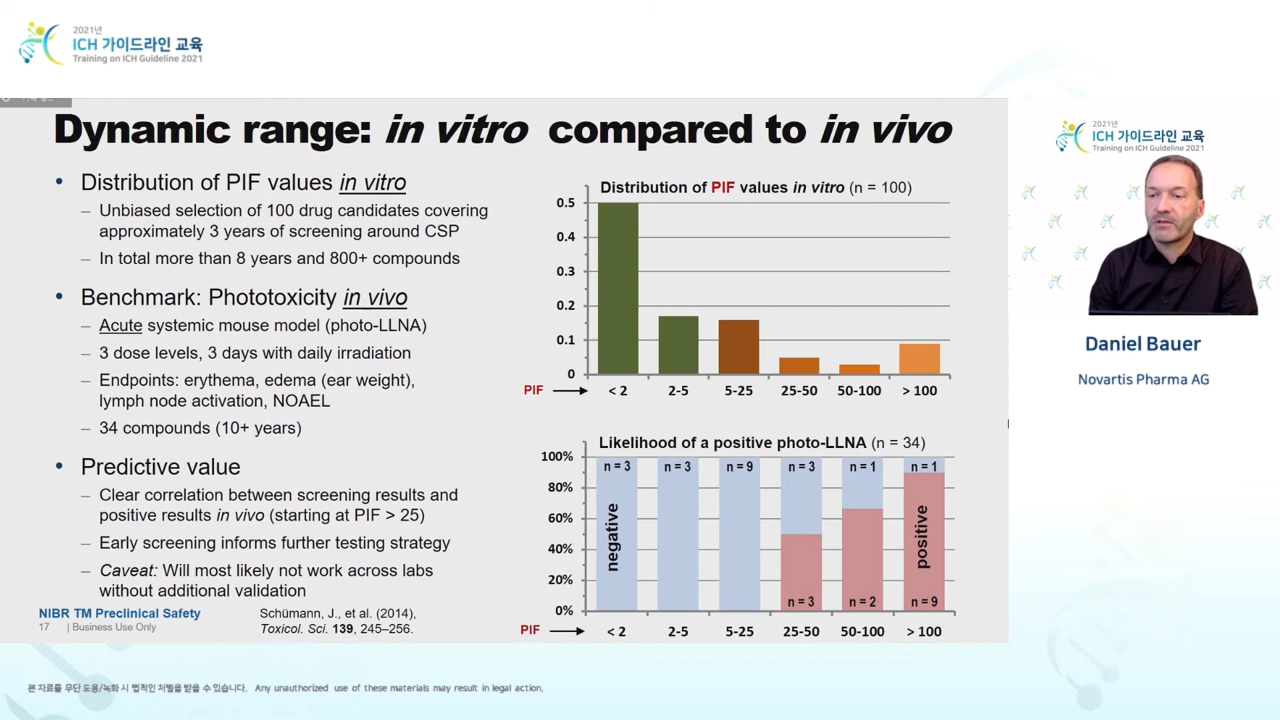 2021년
ICH 가이드라인 교육
Training on ICH Guideline 2021
Dynamic range: in vitro compared to in vivo
• Distribution of PIF values in vitro
– Unbiased selection of 100 drug candidates covering
approximately 3 years of screening around CSP
– In total more than 8 years and 800+ compounds
• Benchmark: Phototoxicity in vivo
– Acute systemic mouse model (photo-LLNA)
– 3 dose levels, 3 days with daily irradiation
– Endpoints: erythema, edema (ear weight),
lymph node activation, NOAEL
– 34 compounds (10+ years)
• Predictive value
– Clear correlation between screening results and
positive results in vivo (starting at PIF > 25)
– Early screening informs further testing strategy
– Caveat: Will most likely not work across labs
without additional validation
NIBR TM Preclinical Safety
17 | Business Use Only
Schümann, J., et al. (2014),
Toxicol. Sci. 139, 245–256.
Distribution of PIF values in vitro (n = 100)
0.5
0.4
0.3
0.2
0.1
0
PIF < 2 2-5 5-25 25-50 50-100 > 100
Likelihood of a positive photo-LLNA (n = 34)
100%
80%
60%
40%
20%
0%
n = 3 n = 3 n = 9 n = 3 n = 1 n = 1
negative
positive
n = 3 n = 2 n = 9
PIF < 2 2-5 5-25 25-50 50-100 > 100
2021년
ICH 가이드라인 교육
Training on ICH Guideline 2021
Daniel Bauer
Novartis Pharma AG
본 자료를 무단 도용/녹화 시 법적인 처벌을 받을 수 있습니다. Any unauthorized use of these materials may result in legal action.